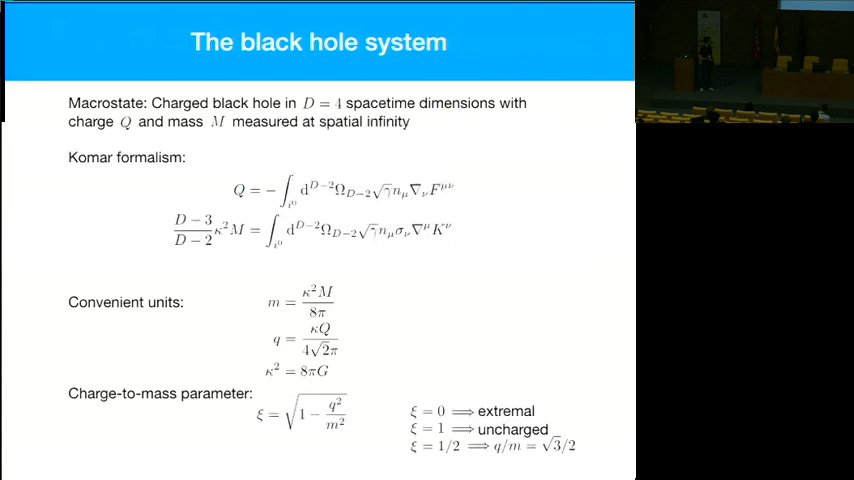 The black hole system
Macrostate: Charged black hole in D = 4 spacetime dimensions with
charge Q and mass M measured at spatial infinity
Komar formalism:
Q = − ∫_{i⁰} d^{D−2}Ω_{D−2}√γ n_μ ∇_ν F^{μν}
(D − 3)/(D − 2) κ²M = ∫_{i⁰} d^{D−2}Ω_{D−2}√γ n_μ σ_ν ∇^μ K^ν
Convenient units: m = κ²M/8π
q = κQ/4√2π
κ² = 8πG
Charge-to-mass parameter:
ξ = √(1 − q²/m²)
ξ = 0 ⟹ extremal
ξ = 1 ⟹ uncharged
ξ = 1/2 ⟹ q/m = √3/2